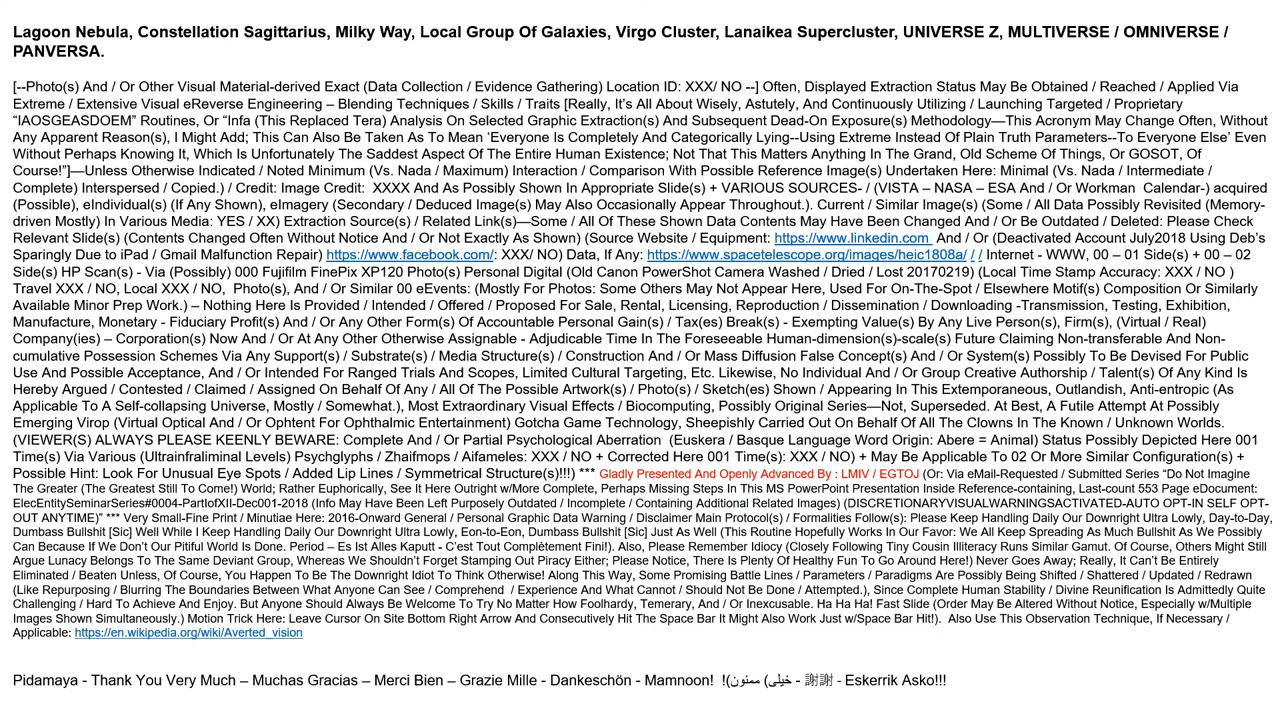 Lagoon Nebula, Constellation Sagittarius, Milky Way, Local Group Of Galaxies, Virgo Cluster, Lanaikea Supercluster, UNIVERSE Z, MULTIVERSE / OMNIVERSE /
PANVERSA.
[--Photo(s) And / Or Other Visual Material-derived Exact (Data Collection / Evidence Gathering) Location ID: XXX/ NO --] Often, Displayed Extraction Status May Be Obtained / Reached / Applied Via
Extreme / Extensive Visual eReverse Engineering – Blending Techniques / Skills / Traits [Really, It's All About Wisely, Astutely, And Continuously Utilizing / Launching Targeted / Proprietary
“IAOSGEASDOEM” Routines, Or “Infa (This Replaced Tera) Analysis On Selected Graphic Extraction(s) And Subsequent Dead-On Exposure(s) Methodology—This Acronym May Change Often, Without
Any Apparent Reason(s), I Might Add; This Can Also Be Taken As To Mean ‘Everyone Is Completely And Categorically Lying--Using Extreme Instead Of Plain Truth Parameters--To Everyone Else’ Even
Without Perhaps Knowing It, Which Is Unfortunately The Saddest Aspect Of The Entire Human Existence; Not That This Matters Anything In The Grand, Old Scheme Of Things, Or GOSOT, Of
Course!”]—Unless Otherwise Indicated / Noted Minimum (Vs. Nada / Maximum) Interaction / Comparison With Possible Reference Image(s) Undertaken Here: Minimal (Vs. Nada / Intermediate /
Complete) Interspersed / Copied.) / Credit: Image Credit:  XXXX And As Possibly Shown In Appropriate Slide(s) + VARIOUS SOURCES- / (VISTA – NASA – ESA And / Or Workman  Calendar-) acquired
(Possible), eIndividual(s) (If Any Shown), eImagery (Secondary / Deduced Image(s) May Also Occasionally Appear Throughout.). Current / Similar Image(s) (Some / All Data Possibly Revisited (Memory-
driven Mostly) In Various Media: YES / XX) Extraction Source(s) / Related Link(s)—Some / All Of These Shown Data Contents May Have Been Changed And / Or Be Outdated / Deleted: Please Check
Relevant Slide(s) (Contents Changed Often Without Notice And / Or Not Exactly As Shown) (Source Website / Equipment: https://www.linkedin.com  And / Or (Deactivated Account July2018 Using Deb's
Sparingly Due to iPad / Gmail Malfunction Repair) https://www.facebook.com/: XXX/ NO) Data, If Any: https://www.spacetelescope.org/images/heic1808a/ / / Internet - WWW, 00 – 01 Side(s) + 00 – 02
Side(s) HP Scan(s) - Via (Possibly) 000 Fujifilm FinePix XP120 Photo(s) Personal Digital (Old Canon PowerShot Camera Washed / Dried / Lost 20170219) (Local Time Stamp Accuracy: XXX / NO )
Travel XXX / NO, Local XXX / NO,  Photo(s), And / Or Similar 00 eEvents: (Mostly For Photos: Some Others May Not Appear Here, Used For On-The-Spot / Elsewhere Motif(s) Composition Or Similarly
Available Minor Prep Work.) – Nothing Here Is Provided / Intended / Offered / Proposed For Sale, Rental, Licensing, Reproduction / Dissemination / Downloading -Transmission, Testing, Exhibition,
Manufacture, Monetary - Fiduciary Profit(s) And / Or Any Other Form(s) Of Accountable Personal Gain(s) / Tax(es) Break(s) - Exempting Value(s) By Any Live Person(s), Firm(s), (Virtual / Real)
Company(ies) – Corporation(s) Now And / Or At Any Other Otherwise Assignable - Adjudicable Time In The Foreseeable Human-dimension(s)-scale(s) Future Claiming Non-transferable And Non-
cumulative Possession Schemes Via Any Support(s) / Substrate(s) / Media Structure(s) / Construction And / Or Mass Diffusion False Concept(s) And / Or System(s) Possibly To Be Devised For Public
Use And Possible Acceptance, And / Or Intended For Ranged Trials And Scopes, Limited Cultural Targeting, Etc. Likewise, No Individual And / Or Group Creative Authorship / Talent(s) Of Any Kind Is
Hereby Argued / Contested / Claimed / Assigned On Behalf Of Any / All Of The Possible Artwork(s) / Photo(s) / Sketch(es) Shown / Appearing In This Extemporaneous, Outlandish, Anti-entropic (As
Applicable To A Self-collapsing Universe, Mostly / Somewhat.), Most Extraordinary Visual Effects / Biocomputing, Possibly Original Series—Not, Superseded. At Best, A Futile Attempt At Possibly
Emerging Virop (Virtual Optical And / Or Ophtent For Ophthalmic Entertainment) Gotcha Game Technology, Sheepishly Carried Out On Behalf Of All The Clowns In The Known / Unknown Worlds.
(VIEWER(S) ALWAYS PLEASE KEENLY BEWARE: Complete And / Or Partial Psychological Aberration  (Euskera / Basque Language Word Origin: Abere = Animal) Status Possibly Depicted Here 001
Time(s) Via Various (Ultrainfraliminal Levels) Psychglyphs / Zhaifmops / Aifameles: XXX / NO + Corrected Here 001 Time(s): XXX / NO) + May Be Applicable To 02 Or More Similar Configuration(s) +
Possible Hint: Look For Unusual Eye Spots / Added Lip Lines / Symmetrical Structure(s)!!!) *** Gladly Presented And Openly Advanced By : LMIV / EGTOJ (Or: Via eMail-Requested / Submitted Series “Do Not Imagine
The Greater (The Greatest Still To Come!) World; Rather Euphorically, See It Here Outright w/More Complete, Perhaps Missing Steps In This MS PowerPoint Presentation Inside Reference-containing, Last-count 553 Page eDocument:
ElecEntitySeminarSeries#0004-PartIofXII-Dec001-2018 (Info May Have Been Left Purposely Outdated / Incomplete / Containing Additional Related Images) (DISCRETIONARYVISUALWARNINGSACTIVATED-AUTO OPT-IN SELF OPT-
OUT ANYTIME)” *** Very Small-Fine Print / Minutiae Here: 2016-Onward General / Personal Graphic Data Warning / Disclaimer Main Protocol(s) / Formalities Follow(s): Please Keep Handling Daily Our Downright Ultra Lowly, Day-to-Day,
Dumbass Bullshit [Sic] Well While I Keep Handling Daily Our Downright Ultra Lowly, Eon-to-Eon, Dumbass Bullshit [Sic] Just As Well (This Routine Hopefully Works In Our Favor: We All Keep Spreading As Much Bullshit As We Possibly
Can Because If We Don't Our Pitiful World Is Done. Period – Es Ist Alles Kaputt - C'est Tout Complètement Fini!). Also, Please Remember Idiocy (Closely Following Tiny Cousin Illiteracy Runs Similar Gamut. Of Course, Others Might Still
Argue Lunacy Belongs To The Same Deviant Group, Whereas We Shouldn't Forget Stamping Out Piracy Either; Please Notice, There Is Plenty Of Healthy Fun To Go Around Here!) Never Goes Away; Really, It Can't Be Entirely
Eliminated / Beaten Unless, Of Course, You Happen To Be The Downright Idiot To Think Otherwise! Along This Way, Some Promising Battle Lines / Parameters / Paradigms Are Possibly Being Shifted / Shattered / Updated / Redrawn
(Like Repurposing / Blurring The Boundaries Between What Anyone Can See / Comprehend  / Experience And What Cannot / Should Not Be Done / Attempted.), Since Complete Human Stability / Divine Reunification Is Admittedly Quite
Challenging / Hard To Achieve And Enjoy. But Anyone Should Always Be Welcome To Try No Matter How Foolhardy, Temerary, And / Or Inexcusable. Ha Ha Ha! Fast Slide (Order May Be Altered Without Notice, Especially w/Multiple
Images Shown Simultaneously.) Motion Trick Here: Leave Cursor On Site Bottom Right Arrow And Consecutively Hit The Space Bar It Might Also Work Just w/Space Bar Hit!).  Also Use This Observation Technique, If Necessary /
Applicable: https://en.wikipedia.org/wiki/Averted_vision
Pidamaya - Thank You Very Much – Muchas Gracias – Merci Bien – Grazie Mille - Dankeschön - Mamnoon!  !(خیلی) ممنون - 謝謝 - Eskerrik Asko!!!